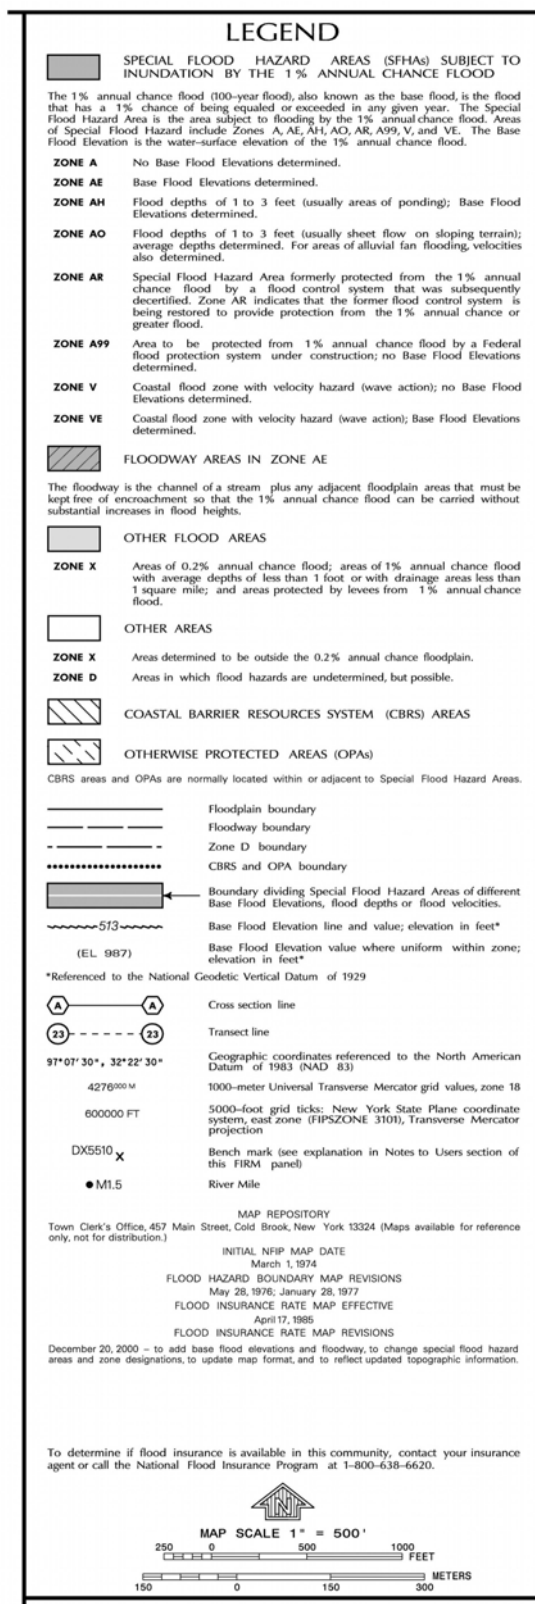 LEGEND
SPECIAL FLOOD HAZARD AREAS (SFHAs) SUBJECT TO
INUNDATION BY THE 1% ANNUAL CHANCE FLOOD
The 1% annual chance flood (100–year flood), also known as the base flood, is the flood
that has a 1% chance of being equaled or exceeded in any given year. The Special
Flood Hazard Area is the area subject to flooding by the 1% annual chance flood. Areas
of Special Flood Hazard include Zones A, AE, AH, AO, AR, A99, V, and VE. The Base
Flood Elevation is the water–surface elevation of the 1% annual chance flood.
ZONE A No Base Flood Elevations determined.
ZONE AE Base Flood Elevations determined.
ZONE AH Flood depths of 1 to 3 feet (usually areas of ponding); Base Flood
Elevations determined.
ZONE AO Flood depths of 1 to 3 feet (usually sheet flow on sloping terrain);
average depths determined. For areas of alluvial fan flooding, velocities
also determined.
ZONE AR Special Flood Hazard Area formerly protected from the 1% annual
chance flood by a flood control system that was subsequently
decertified. Zone AR indicates that the former flood control system is
being restored to provide protection from the 1% annual chance or
greater flood.
ZONE A99 Area to be protected from 1% annual chance flood by a Federal
flood protection system under construction; no Base Flood Elevations
determined.
ZONE V Coastal flood zone with velocity hazard (wave action); no Base Flood
Elevations determined.
ZONE VE Coastal flood zone with velocity hazard (wave action); Base Flood Elevations
determined.
FLOODWAY AREAS IN ZONE AE
The floodway is the channel of a stream plus any adjacent floodplain areas that must be
kept free of encroachment so that the 1% annual chance flood can be carried without
substantial increases in flood heights.
OTHER FLOOD AREAS
ZONE X Areas of 0.2% annual chance flood; areas of 1% annual chance flood
with average depths of less than 1 foot or with drainage areas less than
1 square mile; and areas protected by levees from 1% annual chance
flood.
OTHER AREAS
ZONE X Areas determined to be outside the 0.2% annual chance floodplain.
ZONE D Areas in which flood hazards are undetermined, but possible.
COASTAL BARRIER RESOURCES SYSTEM (CBRS) AREAS
OTHERWISE PROTECTED AREAS (OPAs)
CBRS areas and OPAs are normally located within or adjacent to Special Flood Hazard Areas.
Floodplain boundary
Floodway boundary
Zone D boundary
CBRS and OPA boundary
Boundary dividing Special Flood Hazard Areas of different
Base Flood Elevations, flood depths or flood velocities.
513 Base Flood Elevation line and value; elevation in feet*
(EL 987) Base Flood Elevation value where uniform within zone;
elevation in feet*
*Referenced to the National Geodetic Vertical Datum of 1929
A A Cross section line
23 23 Transect line
97°07'30", 32°22'30" Geographic coordinates referenced to the North American
Datum of 1983 (NAD 83)
4276000 M 1000–meter Universal Transverse Mercator grid values, zone 18
600000 FT 5000–foot grid ticks: New York State Plane coordinate
system, east zone (FIPSZONE 3101), Transverse Mercator
projection
DX5510 X Bench mark (see explanation in Notes to Users section of
this FIRM panel)
● M1.5 River Mile
MAP REPOSITORY
Town Clerk's Office, 457 Main Street, Cold Brook, New York 13324 (Maps available for reference
only, not for distribution.)
INITIAL NFIP MAP DATE
March 1, 1974
FLOOD HAZARD BOUNDARY MAP REVISIONS
May 28, 1976; January 28, 1977
FLOOD INSURANCE RATE MAP EFFECTIVE
April 17, 1985
FLOOD INSURANCE RATE MAP REVISIONS
December 20, 2000 – to add base flood elevations and floodway, to change special flood hazard
areas and zone designations, to update map format, and to reflect updated topographic information.
To determine if flood insurance is available in this community, contact your insurance
agent or call the National Flood Insurance Program at 1–800–638–6620.
N
MAP SCALE 1" = 500'
250 0 500 1000
FEET
METERS
150 0 150 300